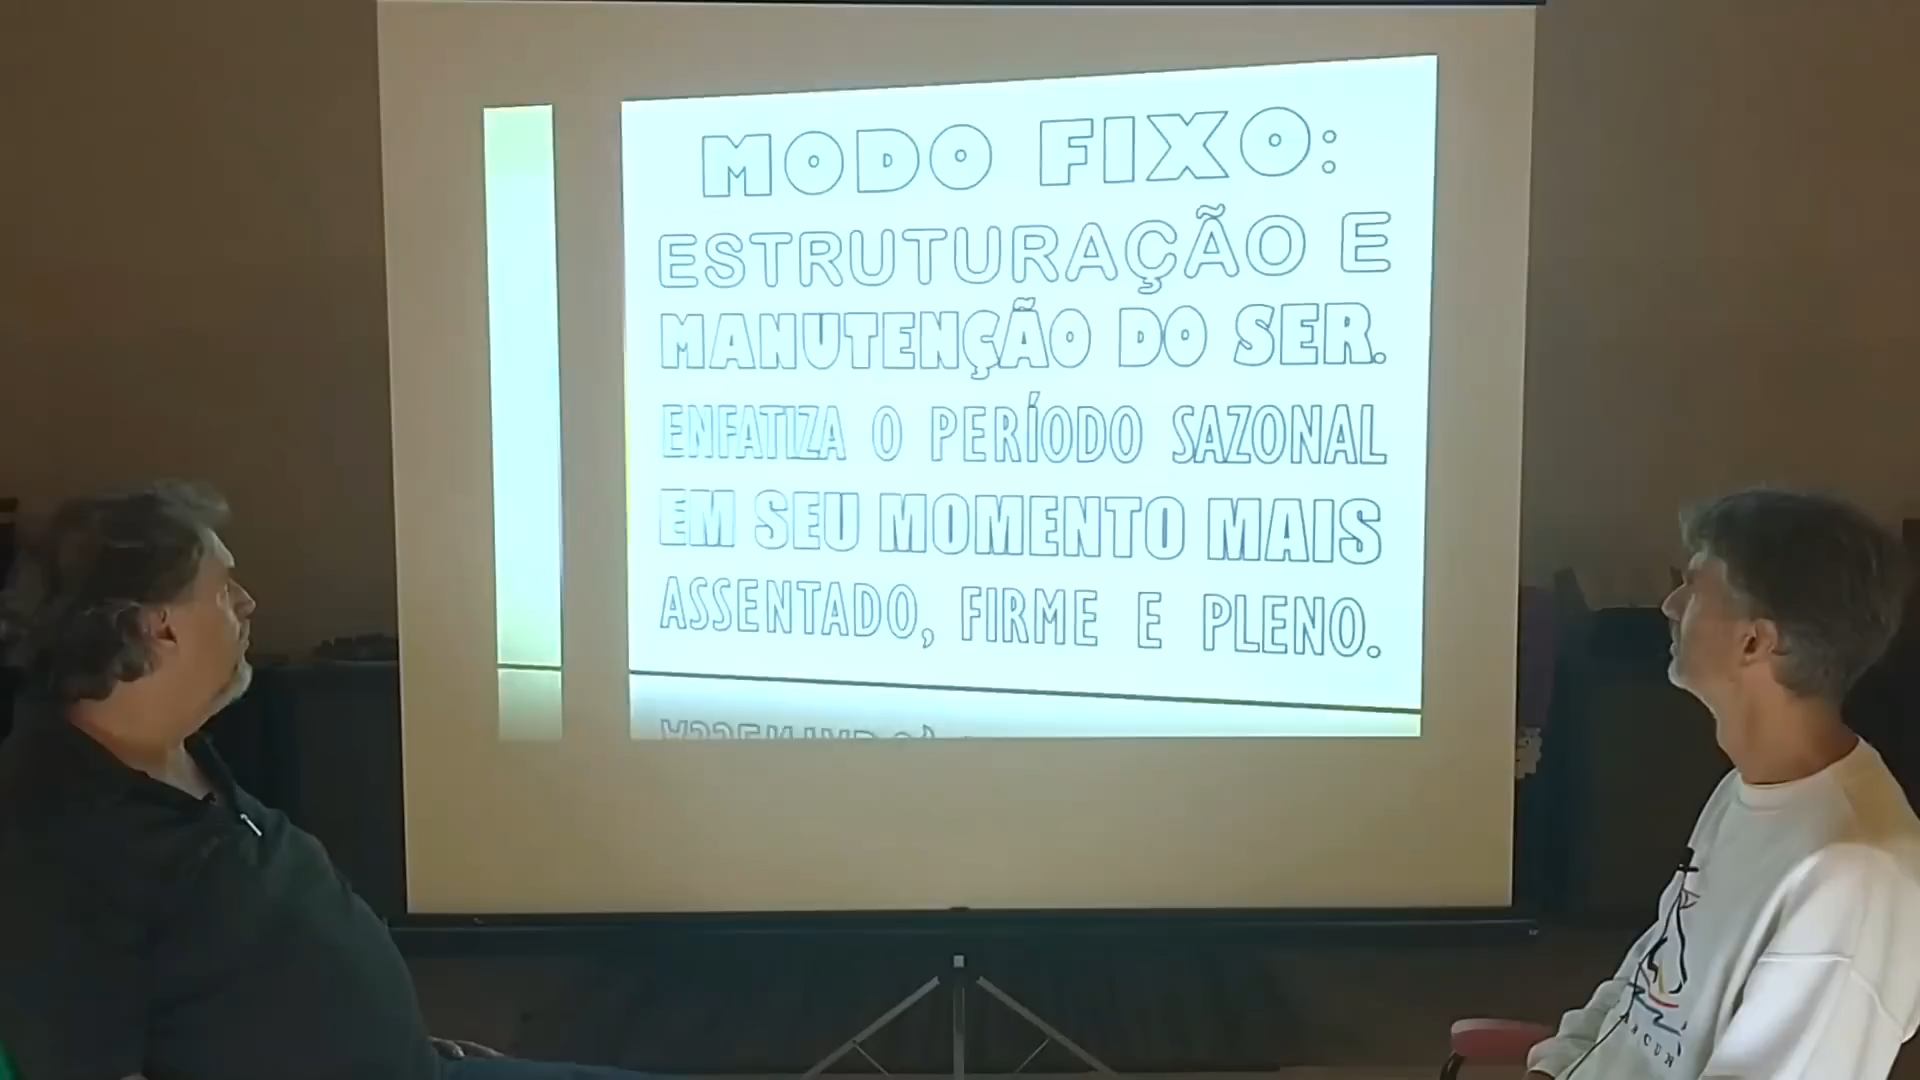 MODO FIXO:
ESTRUTURAÇÃO E
MANUTENÇÃO DO SER.
ENFATIZA O PERÍODO SAZONAL
EM SEU MOMENTO MAIS
ASSENTADO, FIRME E PLENO.